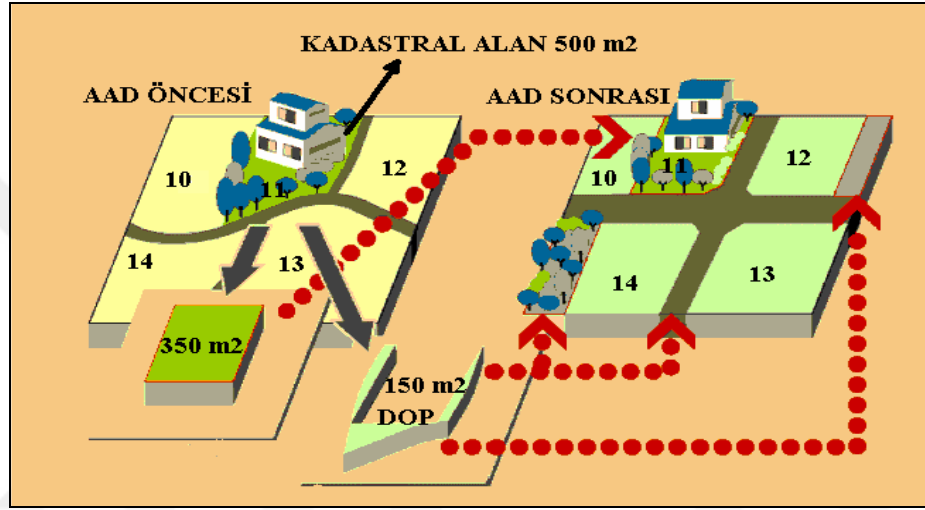 KADASTRAL ALAN 500 m2
AAD ÖNCESİ
AAD SONRASI
10
11
12
14
13
10
11
12
14
13
350 m2
150 m2
DOP